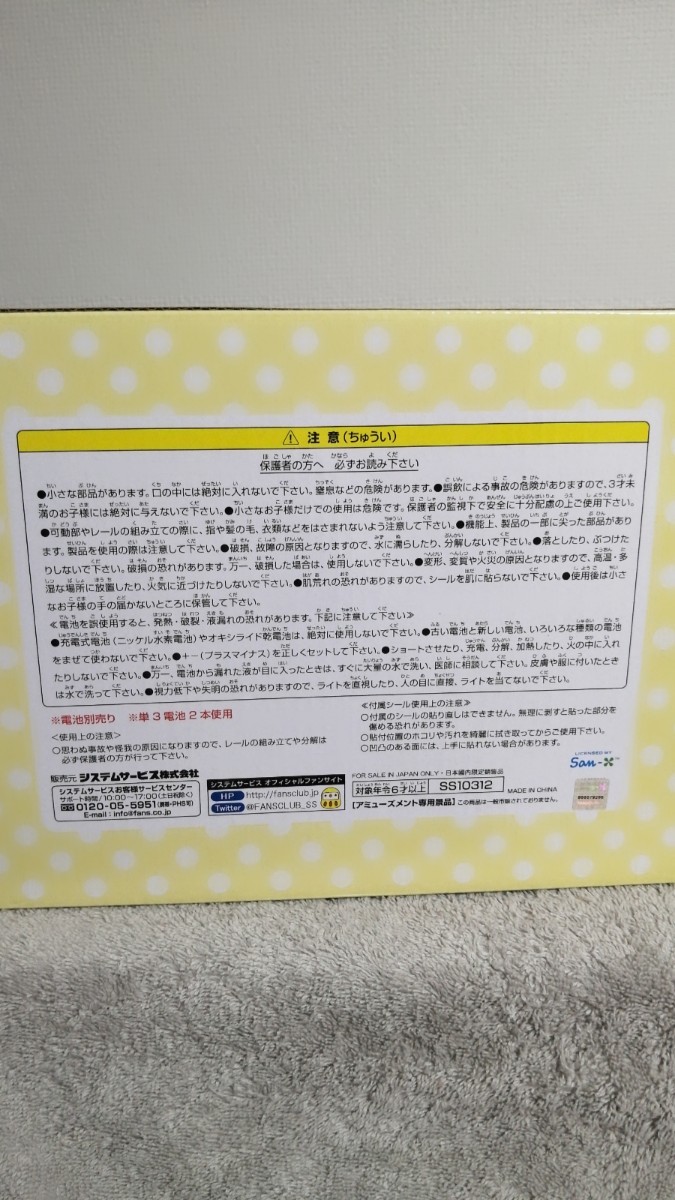 ⚠ 注意(ちゅうい)
保護者の方へ 必ずお読み下さい
●小さな部品があります。口の中には絶対に入れないで下さい。窒息などの危険があります。●誤飲による事故の危険がありますので、3才未
満のお子様には絶対に与えないで下さい。●小さなお子様だけでの使用は危険です。保護者の監視下で安全に十分配慮の上ご使用下さい。
●可動部やレールの組み立ての際に、指や髪の毛、衣類などをはさまれないよう注意して下さい。●機能上、製品の一部に尖った部品があり
ます。製品を使用の際は注意して下さい。●破損、故障の原因となりますので、水に濡らしたり、分解しないで下さい。●落としたり、ぶつけた
りしないで下さい。破損の恐れがあります。万一、破損した場合は、使用しないで下さい。●変形、変質や火災の原因となりますので、高温・多
湿な場所に放置したり、火気に近づけたりしないで下さい。●肌荒れの恐れがありますので、シールを肌に貼らないで下さい。●使用後は小さ
なお子様の手の届かないところに保管して下さい。
≪電池を誤使用すると、発熱・破裂・液漏れの恐れがあります。下記に注意して下さい≫
●充電式電池(ニッケル水素電池)やオキシライド乾電池は、絶対に使用しないで下さい。●古い電池と新しい電池、いろいろな種類の電池
をまぜて使わないで下さい。●+−(プラスマイナス)を正しくセットして下さい。●ショートさせたり、充電、分解、加熱したり、火の中に入れ
たりしないで下さい。●万一、電池から漏れた液が目に入ったときは、すぐに大量の水で洗い、医師に相談して下さい。皮膚や服に付いたとき
は水で洗って下さい。●視力低下や失明の恐れがありますので、ライトを直視したり、人の目に直接、ライトを当てないで下さい。
※電池別売り ※単3電池2本使用
<使用上の注意>
○思わぬ事故や怪我の原因になりますので、レールの組み立てや分解は
必ず保護者の方が行って下さい。
≪付属シール使用上の注意≫
○付属のシールの貼り直しはできません。無理に剥すと貼った部分を
傷める恐れがあります。
○貼付位置のホコリや汚れを綺麗に拭き取ってからご使用下さい。
○凹凸のある面には、上手に貼れない場合があります。
販売元 システムサービス株式会社
システムサービスお客様サービスセンター
サポート時間/10:00〜17:00(土日祝除く)
0120-05-5951(携帯・PHS可)
E-mail:info@fans.co.jp
システムサービス オフィシャルファンサイト
HP http://fansclub.jp
Twitter @FANSCLUB_SS
FOR SALE IN JAPAN ONLY・日本国内限定販製品
対象年令6才以上 SS10312 MADE IN CHINA
【アミューズメント専用景品】この商品は一般市販されておりません。
LICENSED BY
San-X